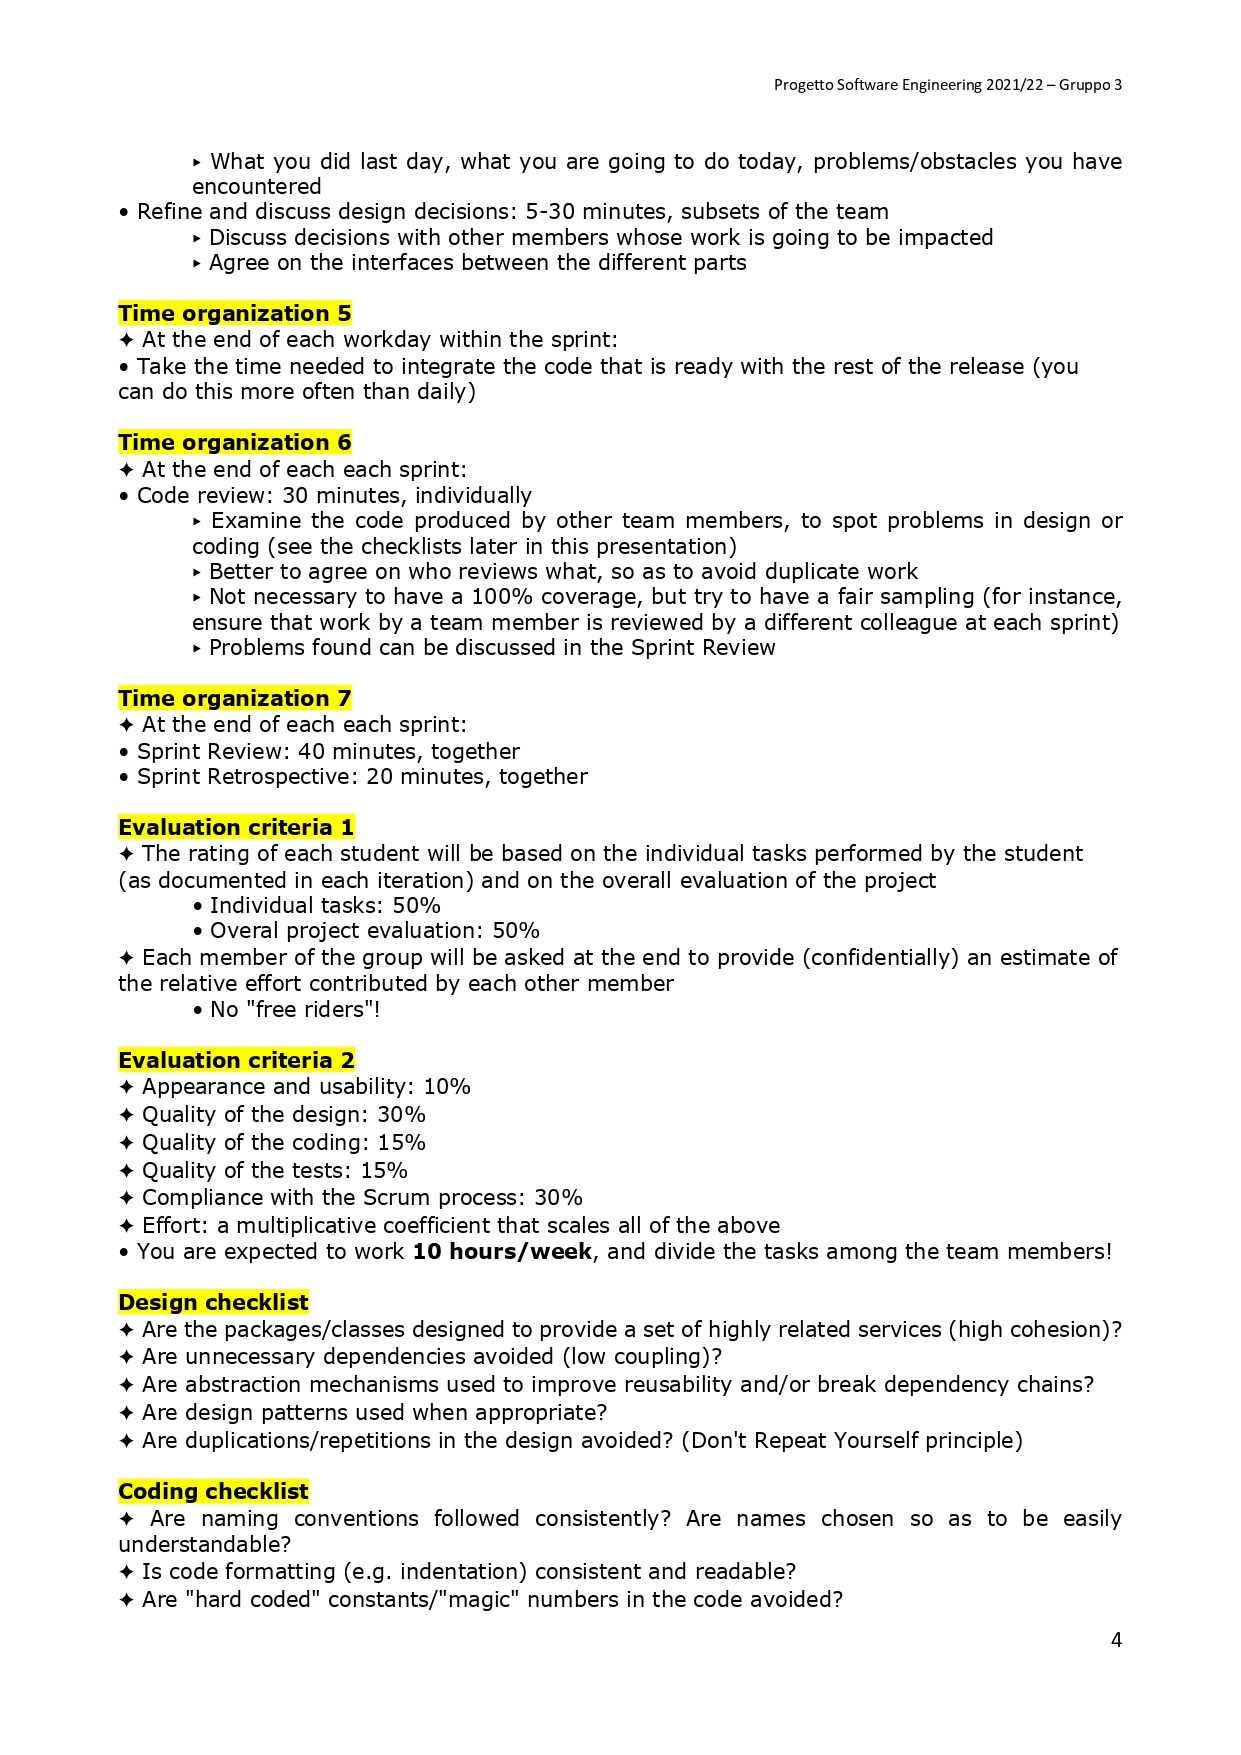 Progetto Software Engineering 2021/22 – Gruppo 3
‣ What you did last day, what you are going to do today, problems/obstacles you have
encountered
• Refine and discuss design decisions: 5-30 minutes, subsets of the team
‣ Discuss decisions with other members whose work is going to be impacted
‣ Agree on the interfaces between the different parts
Time organization 5
✦ At the end of each workday within the sprint:
• Take the time needed to integrate the code that is ready with the rest of the release (you
can do this more often than daily)
Time organization 6
✦ At the end of each each sprint:
• Code review: 30 minutes, individually
‣ Examine the code produced by other team members, to spot problems in design or
coding (see the checklists later in this presentation)
‣ Better to agree on who reviews what, so as to avoid duplicate work
‣ Not necessary to have a 100% coverage, but try to have a fair sampling (for instance,
ensure that work by a team member is reviewed by a different colleague at each sprint)
‣ Problems found can be discussed in the Sprint Review
Time organization 7
✦ At the end of each each sprint:
• Sprint Review: 40 minutes, together
• Sprint Retrospective: 20 minutes, together
Evaluation criteria 1
✦ The rating of each student will be based on the individual tasks performed by the student
(as documented in each iteration) and on the overall evaluation of the project
• Individual tasks: 50%
• Overal project evaluation: 50%
✦ Each member of the group will be asked at the end to provide (confidentially) an estimate of
the relative effort contributed by each other member
• No "free riders"!
Evaluation criteria 2
✦ Appearance and usability: 10%
✦ Quality of the design: 30%
✦ Quality of the coding: 15%
✦ Quality of the tests: 15%
✦ Compliance with the Scrum process: 30%
✦ Effort: a multiplicative coefficient that scales all of the above
• You are expected to work 10 hours/week, and divide the tasks among the team members!
Design checklist
✦ Are the packages/classes designed to provide a set of highly related services (high cohesion)?
✦ Are unnecessary dependencies avoided (low coupling)?
✦ Are abstraction mechanisms used to improve reusability and/or break dependency chains?
✦ Are design patterns used when appropriate?
✦ Are duplications/repetitions in the design avoided? (Don't Repeat Yourself principle)
Coding checklist
✦ Are naming conventions followed consistently? Are names chosen so as to be easily
understandable?
✦ Is code formatting (e.g. indentation) consistent and readable?
✦ Are "hard coded" constants/"magic" numbers in the code avoided?
4